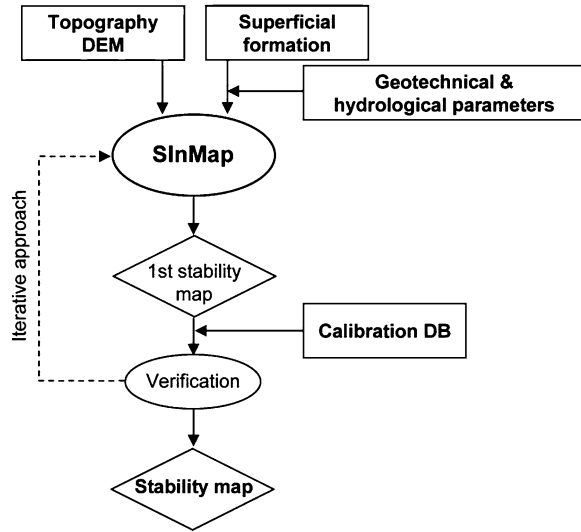 Topography
DEM
Superficial
formation
Geotechnical &
hydrological parameters
SInMap
Iterative approach
1st stability
map
Calibration DB
Verification
Stability map